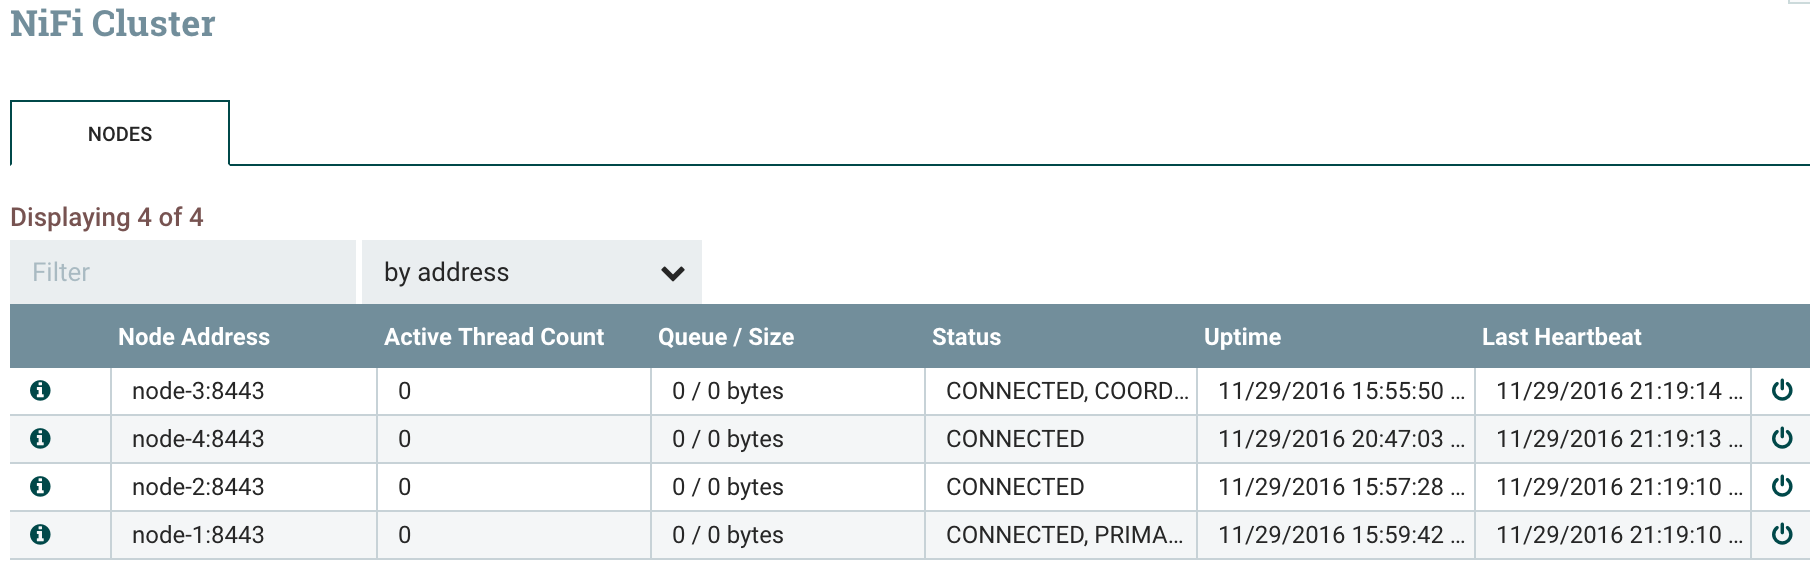 NiFi Cluster
NODES
Displaying 4 of 4
Filter by address
Node Address Active Thread Count Queue / Size Status Uptime Last Heartbeat
node-3:8443 0 0 / 0 bytes CONNECTED, COORD... 11/29/2016 15:55:50 ... 11/29/2016 21:19:14 ...
node-4:8443 0 0 / 0 bytes CONNECTED 11/29/2016 20:47:03 ... 11/29/2016 21:19:13 ...
node-2:8443 0 0 / 0 bytes CONNECTED 11/29/2016 15:57:28 ... 11/29/2016 21:19:10 ...
node-1:8443 0 0 / 0 bytes CONNECTED, PRIMA... 11/29/2016 15:59:42 ... 11/29/2016 21:19:10 ...